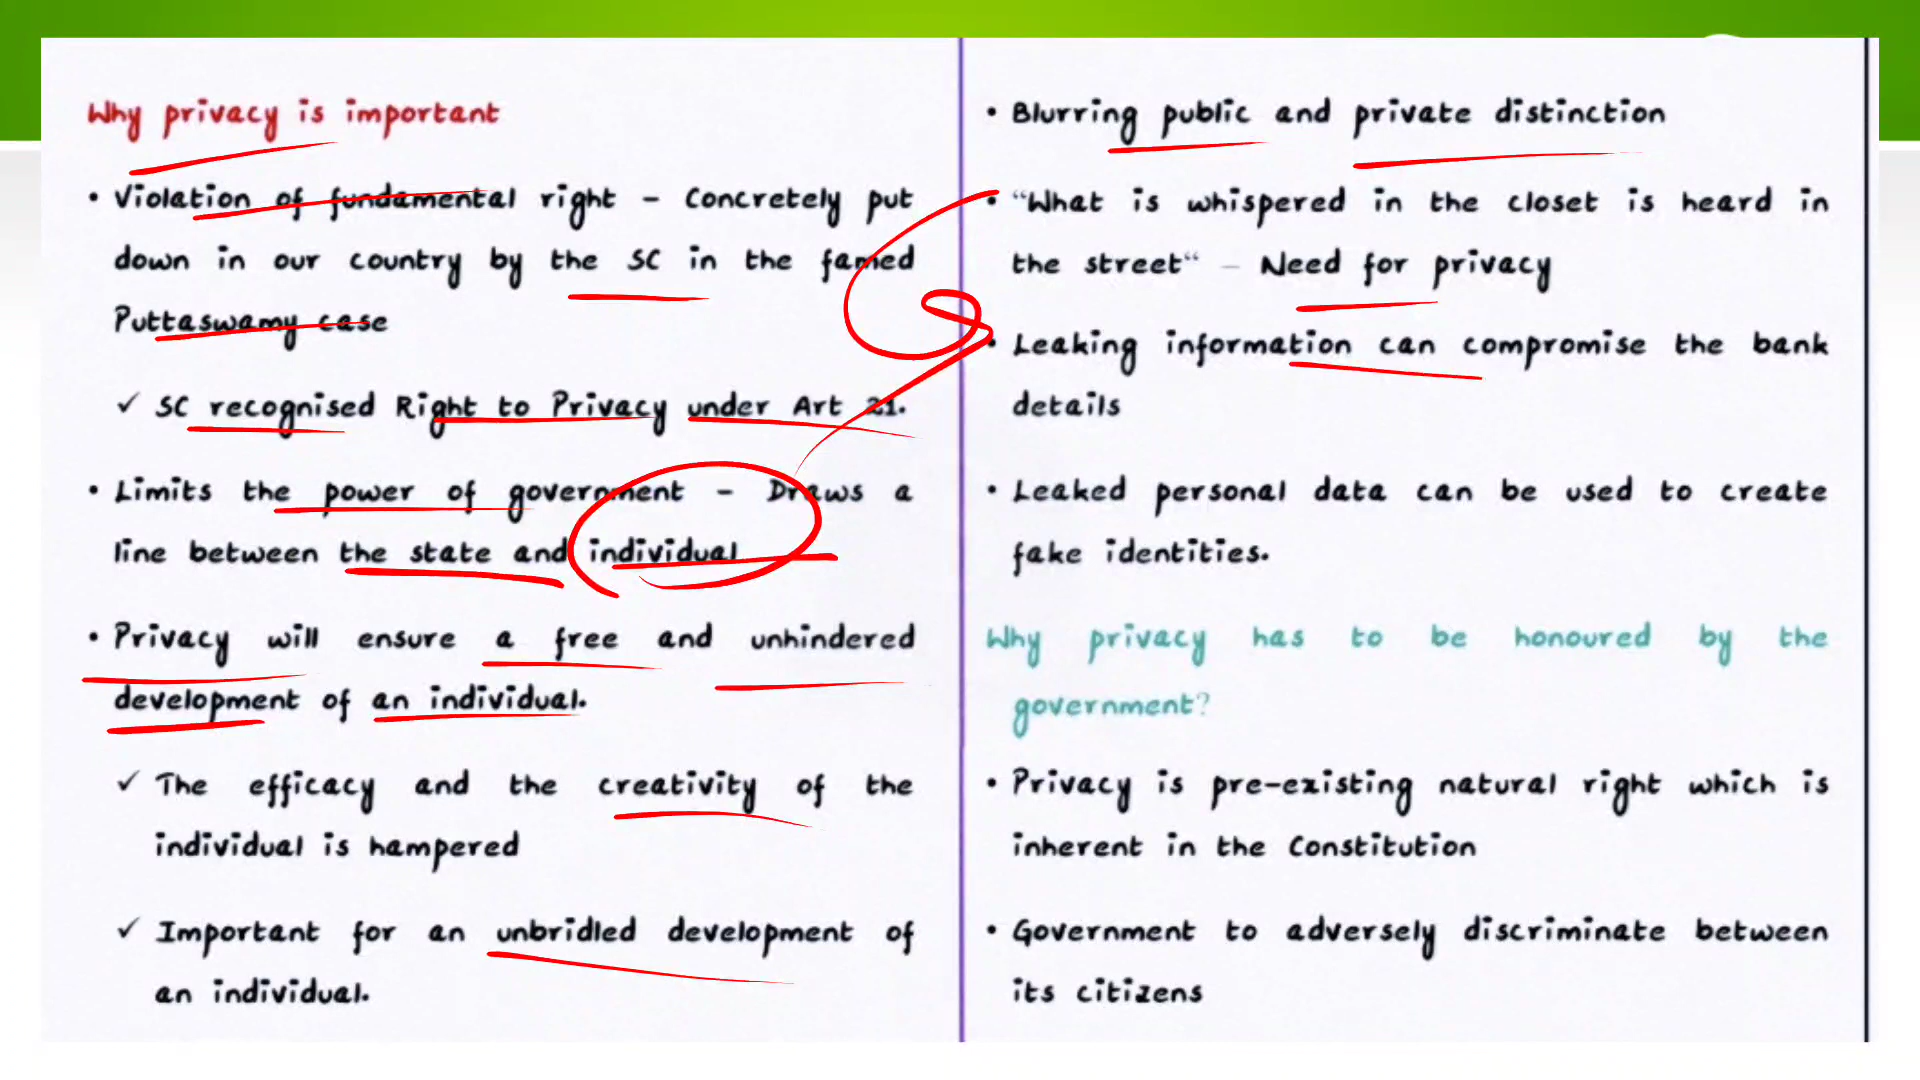 Why privacy is important
• Violation of fundamental right – Concretely put
down in our country by the SC in the famed
Puttaswamy case
✓ SC recognised Right to Privacy under Art 21.
• Limits the power of government – Draws a
line between the state and individual
• Privacy will ensure a free and unhindered
development of an individual.
✓ The efficacy and the creativity of the
individual is hampered
✓ Important for an unbridled development of
an individual.
• Blurring public and private distinction
• “What is whispered in the closet is heard in
the street“ – Need for privacy
• Leaking information can compromise the bank
details
• Leaked personal data can be used to create
fake identities.
Why privacy has to be honoured by the
government?
• Privacy is pre-existing natural right which is
inherent in the Constitution
• Government to adversely discriminate between
its citizens